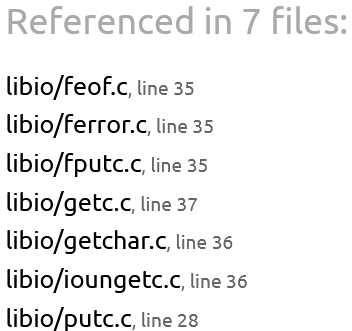 Referenced in 7 files:
libio/feof.c, line 35
libio/ferror.c, line 35
libio/fputc.c, line 35
libio/getc.c, line 37
libio/getchar.c, line 36
libio/ioungetc.c, line 36
libio/putc.c, line 28